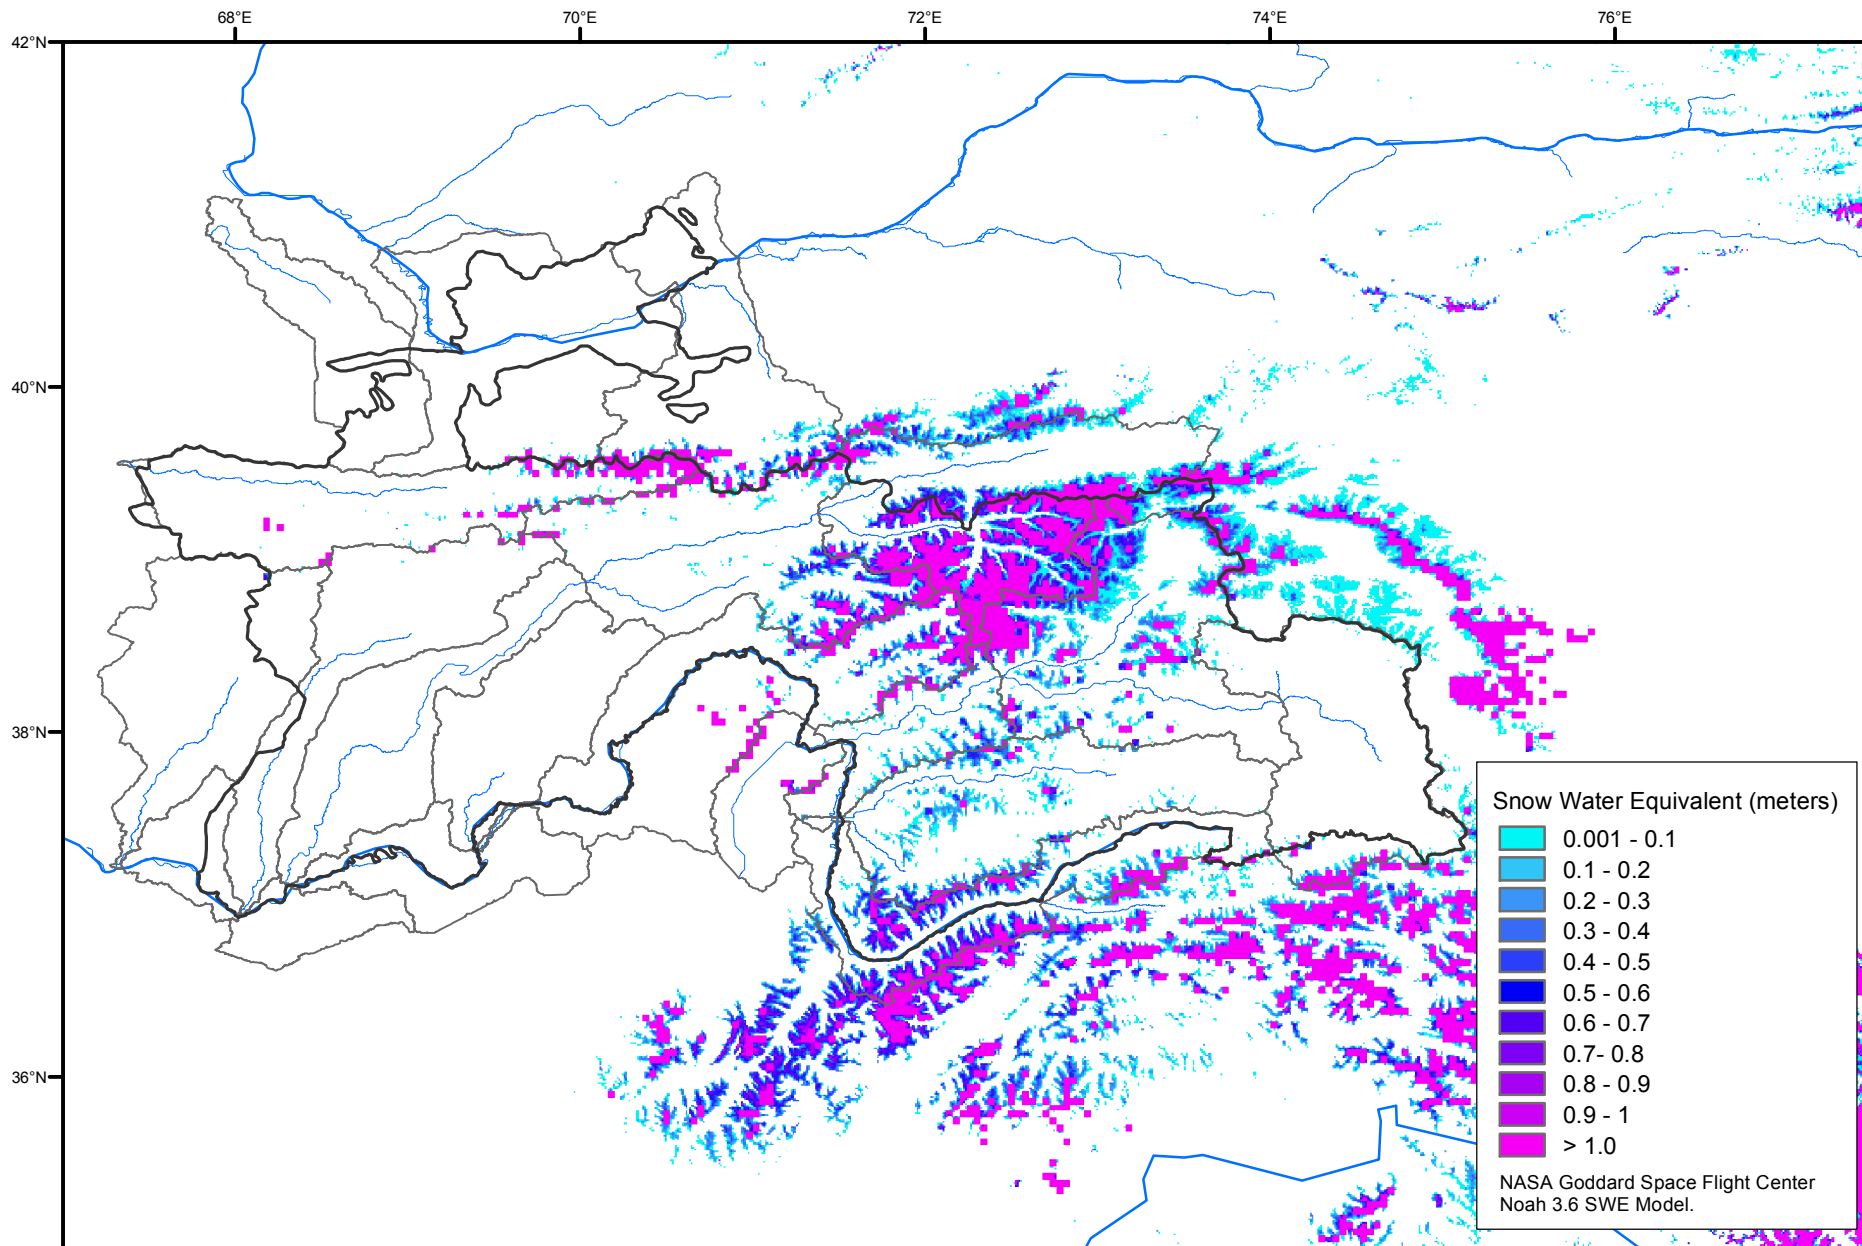 68°E 70°E 72°E 74°E 76°E
42°N
40°N
38°N
36°N
Snow Water Equivalent (meters)
0.001 - 0.1
0.1 - 0.2
0.2 - 0.3
0.3 - 0.4
0.4 - 0.5
0.5 - 0.6
0.6 - 0.7
0.7- 0.8
0.8 - 0.9
0.9 - 1
> 1.0
NASA Goddard Space Flight Center
Noah 3.6 SWE Model.